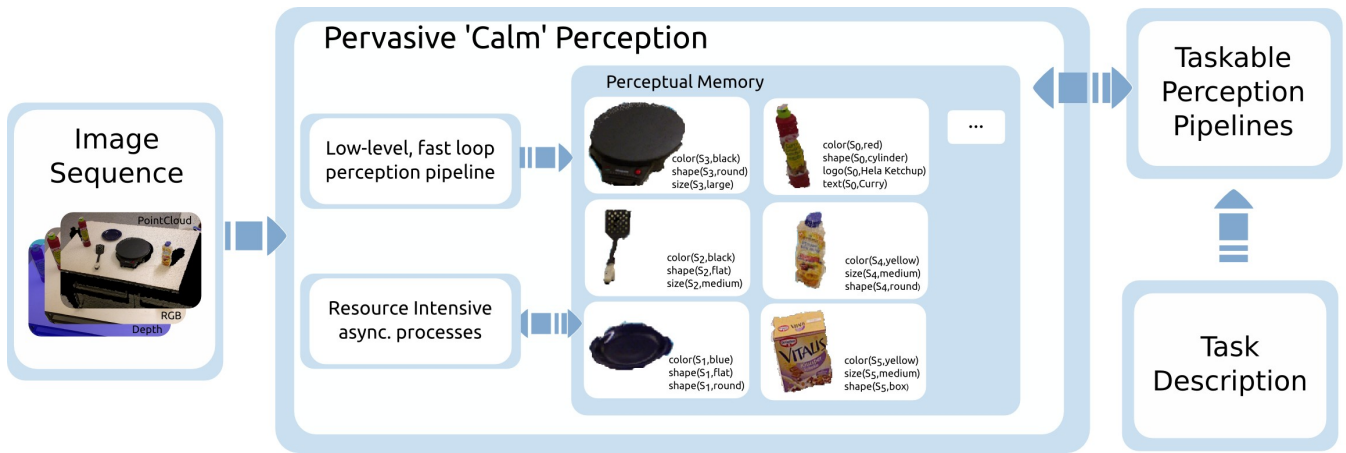 Pervasive 'Calm' Perception
Image
Sequence
PointCloud
RGB
Depth
Low-level, fast loop
perception pipeline
Resource Intensive
async. processes
Perceptual Memory
color(S3,black)
shape(S3,round)
size(S3,large)
color(S0,red)
shape(S0,cylinder)
logo(S0,Hela Ketchup)
text(S0,Curry)
...
color(S2,black)
shape(S2,flat)
size(S2,medium)
color(S4,yellow)
size(S4,medium)
shape(S4,round)
color(S1,blue)
shape(S1,flat)
shape(S1,round)
VITALIS
color(S5,yellow)
size(S5,medium)
shape(S5,box)
Taskable
Perception
Pipelines
Task
Description